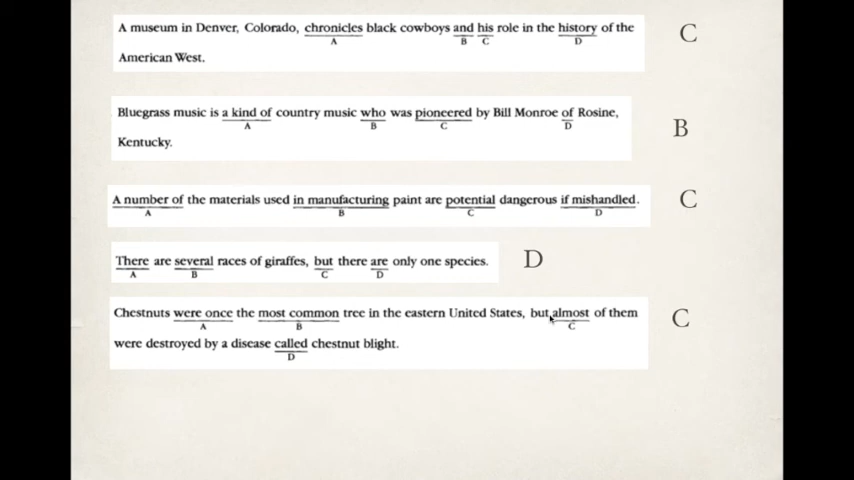 A museum in Denver, Colorado, chronicles black cowboys and his role in the history of the
A B C D
American West.
C
Bluegrass music is a kind of country music who was pioneered by Bill Monroe of Rosine,
A B C D
Kentucky.
B
A number of the materials used in manufacturing paint are potential dangerous if mishandled.
A B C D
C
There are several races of giraffes, but there are only one species.
A B C D
D
Chestnuts were once the most common tree in the eastern United States, but almost of them
A B C
were destroyed by a disease called chestnut blight.
D
C